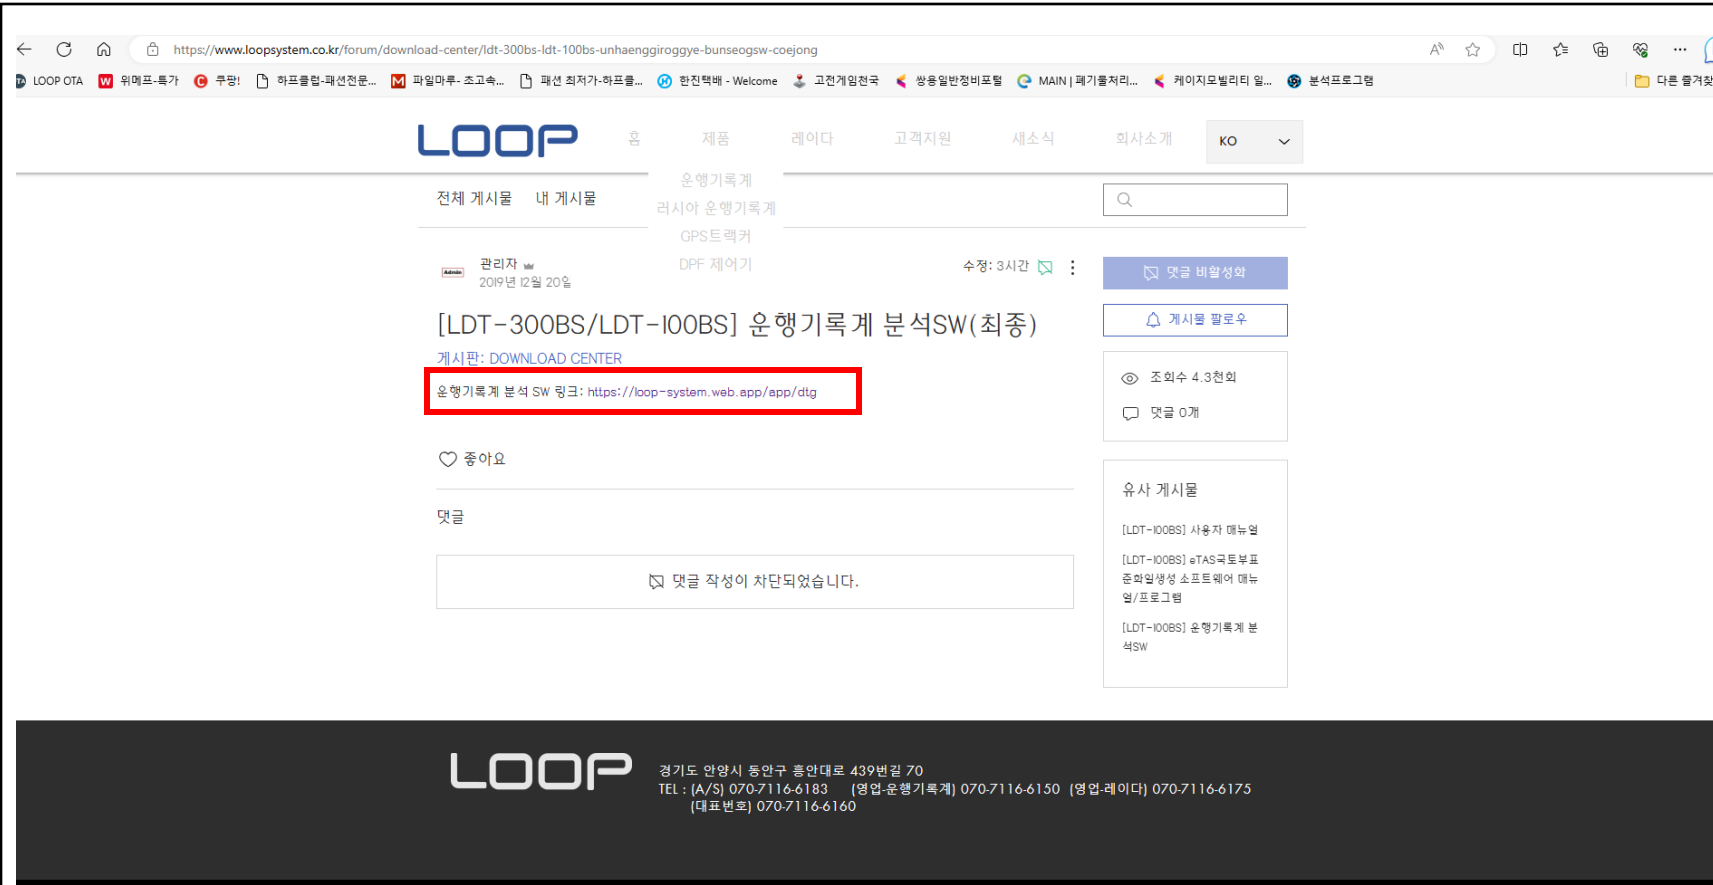 https://www.loopsystem.co.kr/forum/download-center/ldt-300bs-ldt-100bs-unhaenggiroggye-bunseogsw-coejong
LOOP OTA 위메프-특가 쿠팡! 하프클럽-패션전문... 파일마루- 초고속... 패션 최저가-하프클... 한진택배 - Welcome 고전게임천국 쌍용일반정비포털 MAIN | 폐기물처리... 케이지모빌리티 일... 분석프로그램 다른 즐겨찾
LOOP 홈 제품 레이다 고객지원 새소식 회사소개 KO
운행기록계
러시아 운행기록계
GPS트랙커
DPF 제어기
전체 게시물 내 게시물
Admin 관리자
2019년 12월 20일
수정: 3시간
[LDT-300BS/LDT-100BS] 운행기록계 분석SW(최종)
게시판: DOWNLOAD CENTER
운행기록계 분석 SW 링크: https://loop-system.web.app/app/dtg
좋아요
댓글
댓글 작성이 차단되었습니다.
댓글 비활성화
게시물 팔로우
조회수 4.3천회
댓글 0개
유사 게시물
[LDT-100BS] 사용자 매뉴얼
[LDT-100BS] eTAS국토부표
준화일생성 소프트웨어 매뉴
얼/프로그램
[LDT-100BS] 운행기록계 분
석SW
LOOP
경기도 안양시 동안구 흥안대로 439번길 70
TEL : (A/S) 070-7116-6183 (영업-운행기록계) 070-7116-6150 (영업-레이다) 070-7116-6175
(대표번호) 070-7116-6160